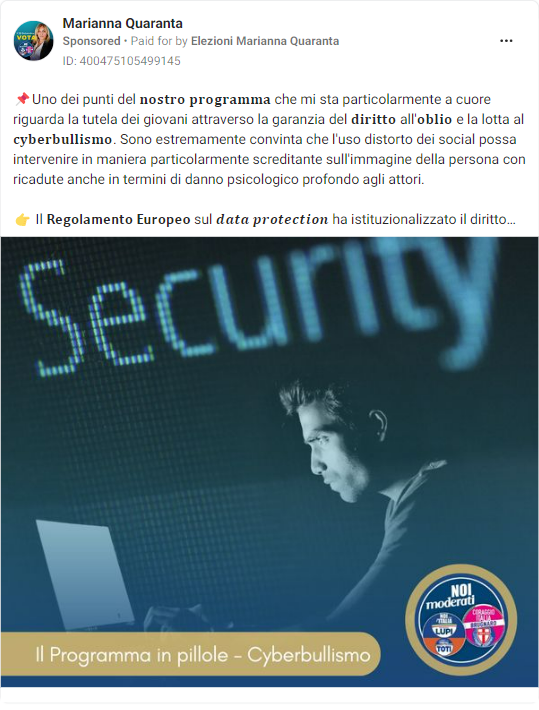 Marianna Quaranta
Sponsored • Paid for by Elezioni Marianna Quaranta
ID: 400475105499145
VOTA
📌Uno dei punti del nostro programma che mi sta particolarmente a cuore
riguarda la tutela dei giovani attraverso la garanzia del diritto all'oblio e la lotta al
cyberbullismo. Sono estremamente convinta che l'uso distorto dei social possa
intervenire in maniera particolarmente screditante sull'immagine della persona con
ricadute anche in termini di danno psicologico profondo agli attori.
👉 Il Regolamento Europeo sul data protection ha istituzionalizzato il diritto...
Security
NOI
moderati
NOI
L'ITALIA
LUPI
CORAGGIO
ITALIA
BRUGNARO
TOTI
Il Programma in pillole - Cyberbullismo